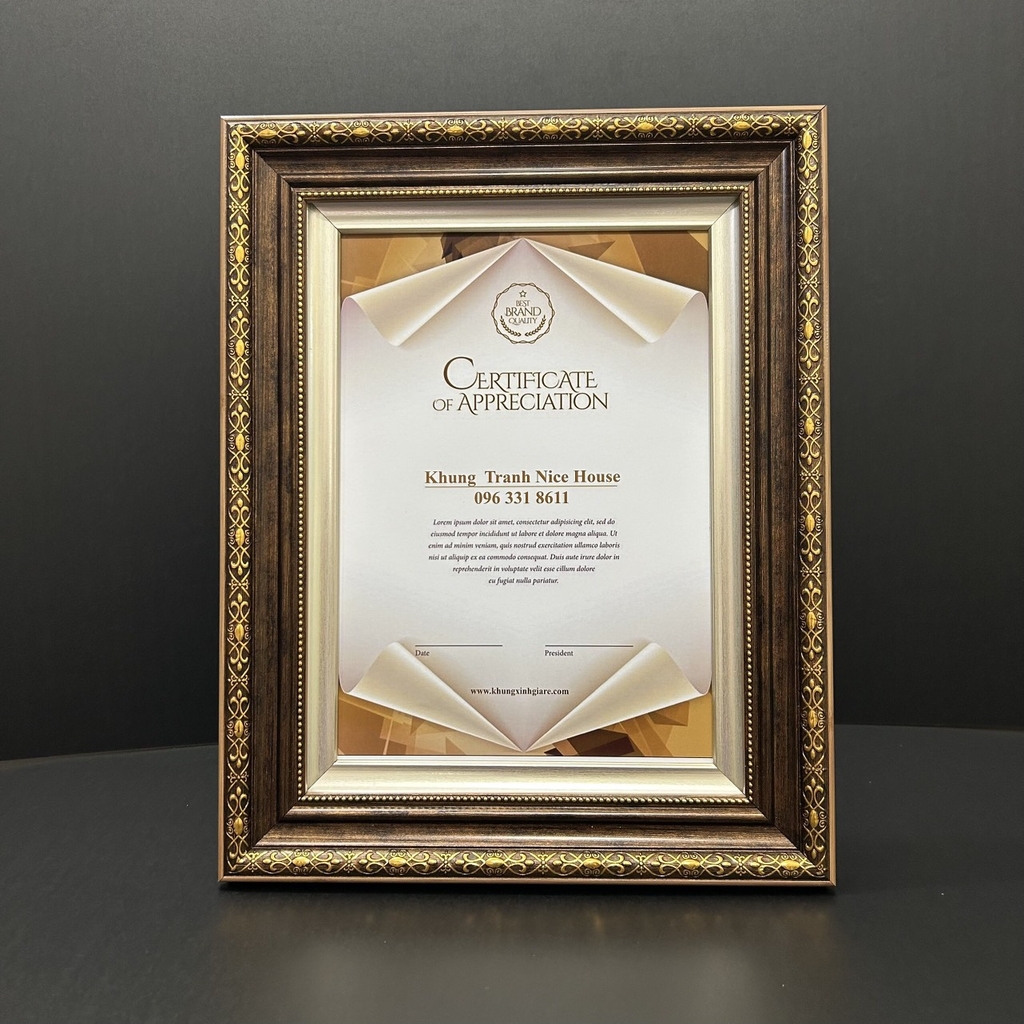 BEST
BRAND
QUALITY
CERTIFICATE
OF APPRECIATION
Khung Tranh Nice House
096 331 8611
Lorem ipsum dolor sit amet, consectetur adipisicing elit, sed do
eiusmod tempor incididunt ut labore et dolore magna aliqua. Ut
enim ad minim veniam, quis nostrud exercitation ullamco laboris
nisi ut aliquip ex ea commodo consequat. Duis aute irure dolor in
reprehenderit in voluptate velit esse cillum dolore
eu fugiat nulla pariatur.
Date
President
www.khungxinhgiare.com